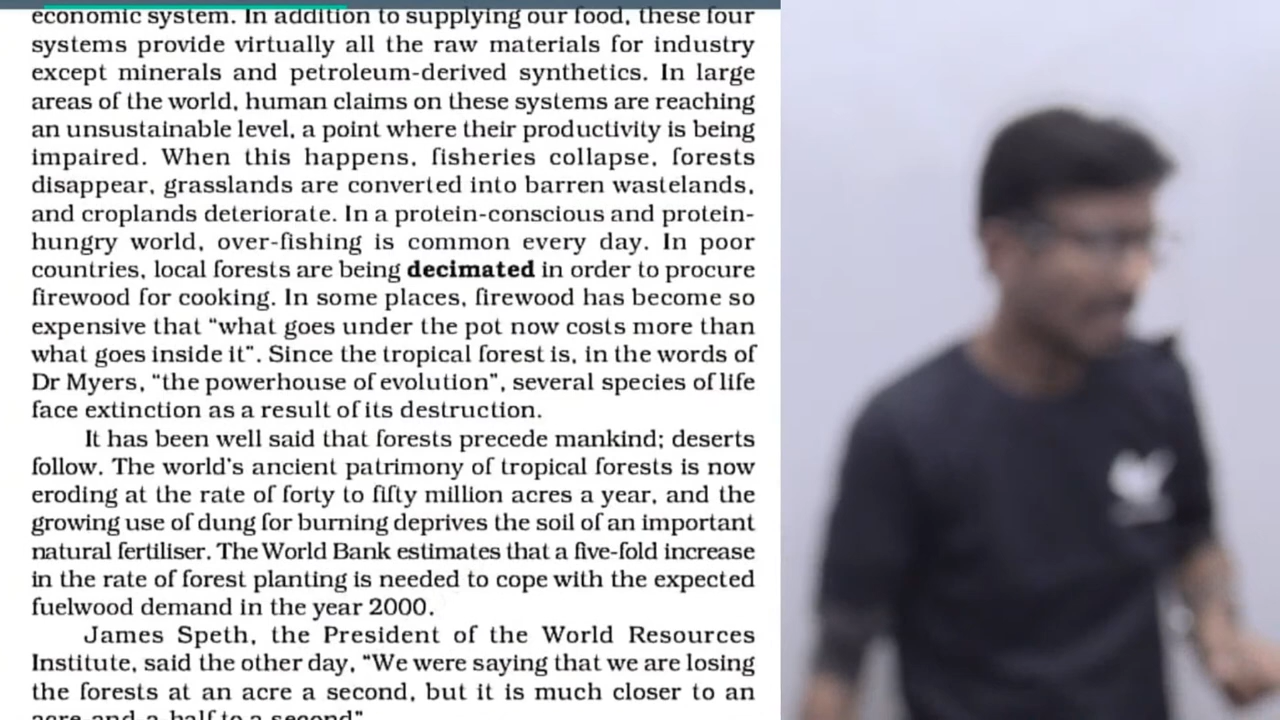 economic system. In addition to supplying our food, these four
systems provide virtually all the raw materials for industry
except minerals and petroleum-derived synthetics. In large
areas of the world, human claims on these systems are reaching
an unsustainable level, a point where their productivity is being
impaired. When this happens, fisheries collapse, forests
disappear, grasslands are converted into barren wastelands,
and croplands deteriorate. In a protein-conscious and protein-
hungry world, over-fishing is common every day. In poor
countries, local forests are being decimated in order to procure
firewood for cooking. In some places, firewood has become so
expensive that “what goes under the pot now costs more than
what goes inside it”. Since the tropical forest is, in the words of
Dr Myers, “the powerhouse of evolution”, several species of life
face extinction as a result of its destruction.
It has been well said that forests precede mankind; deserts
follow. The world's ancient patrimony of tropical forests is now
eroding at the rate of forty to fifty million acres a year, and the
growing use of dung for burning deprives the soil of an important
natural fertiliser. The World Bank estimates that a five-fold increase
in the rate of forest planting is needed to cope with the expected
fuelwood demand in the year 2000.
James Speth, the President of the World Resources
Institute, said the other day, “We were saying that we are losing
the forests at an acre a second, but it is much closer to an
acre and a half to a second”